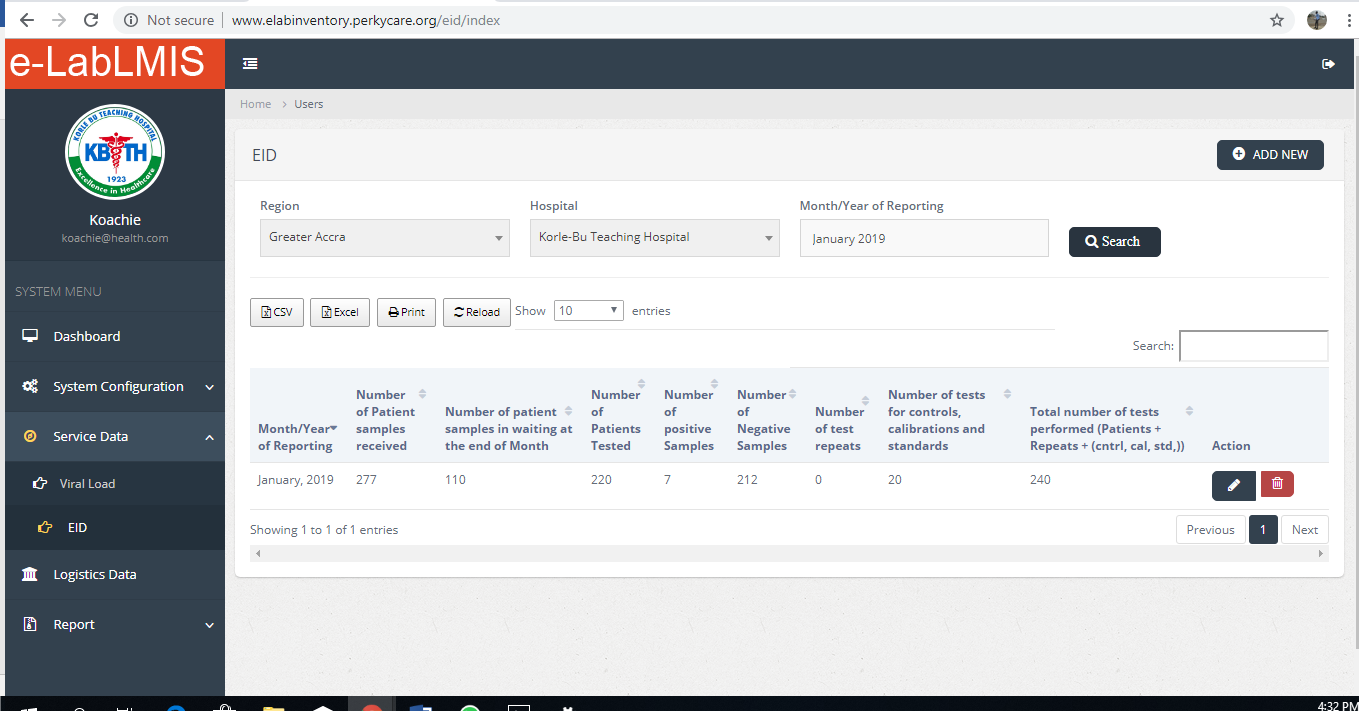 Not secure | www.elabinventory.perkycare.org/eid/index
e-LabLMIS
KORLE BU TEACHING HOSPITAL
KBTH
1923
Excellence in Healthcare
Koachie
koachie@health.com
SYSTEM MENU
Dashboard
System Configuration
Service Data
Viral Load
EID
Logistics Data
Report
Home > Users
EID
ADD NEW
Region
Hospital
Month/Year of Reporting
Greater Accra
Korle-Bu Teaching Hospital
January 2019
Search
CSV Excel Print Reload Show 10 entries
Search:
Month/Year
of Reporting
Number
of Patient
samples
received
Number of patient
samples in waiting at
the end of Month
Number
of
Patients
Tested
Number
of
positive
Samples
Number
of
Negative
Samples
Number
of test
repeats
Number of tests
for controls,
calibrations and
standards
Total number of tests
performed (Patients +
Repeats + (cntrl, cal, std,))
Action
January, 2019 277 110 220 7 212 0 20 240
Showing 1 to 1 of 1 entries
Previous 1 Next
4:32 PM